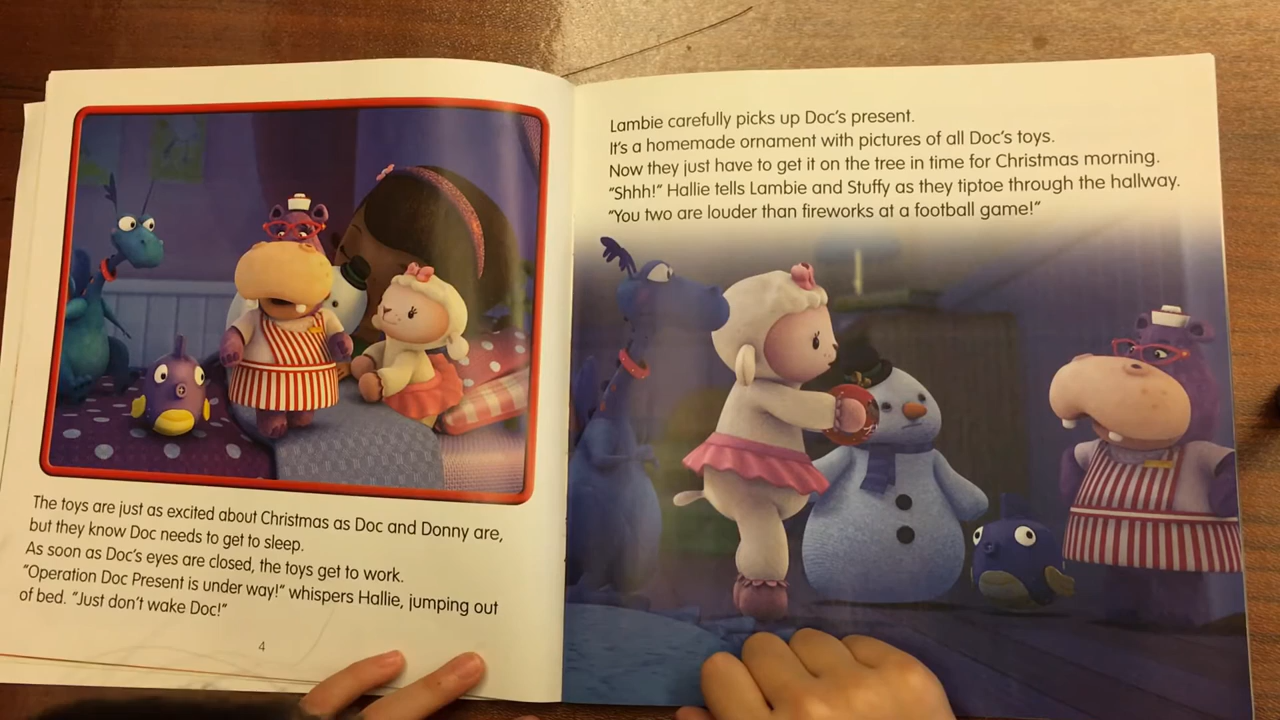 The toys are just as excited about Christmas as Doc and Donny are,
but they know Doc needs to get to sleep.
As soon as Doc's eyes are closed, the toys get to work.
"Operation Doc Present is under way!" whispers Hallie, jumping out
of bed. "Just don't wake Doc!"
4
Lambie carefully picks up Doc's present.
It's a homemade ornament with pictures of all Doc's toys.
Now they just have to get it on the tree in time for Christmas morning.
"Shhh!" Hallie tells Lambie and Stuffy as they tiptoe through the hallway.
"You two are louder than fireworks at a football game!"